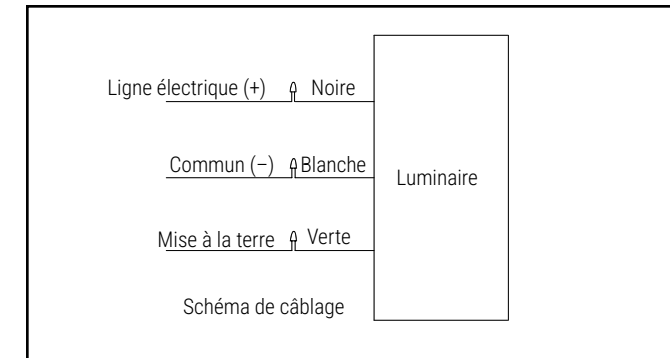 Ligne électrique (+) Noire
Commun (–) Blanche
Luminaire
Mise à la terre Verte
Schéma de câblage